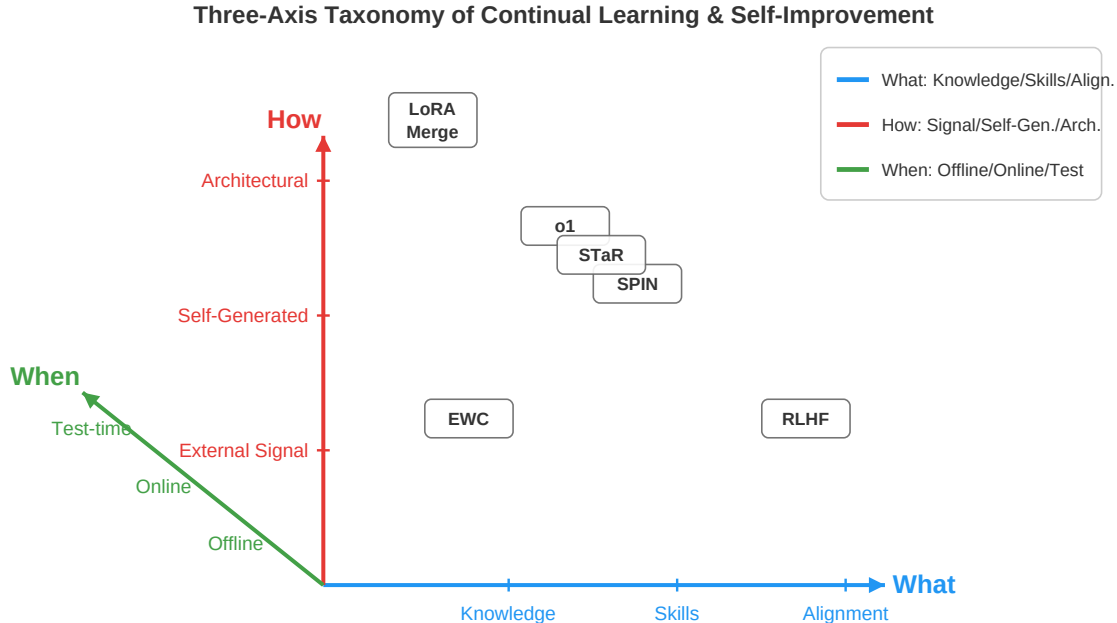 Three-Axis Taxonomy of Continual Learning & Self-Improvement
What: Knowledge/Skills/Align.
How: Signal/Self-Gen./Arch.
When: Offline/Online/Test
How
LoRA
Merge
Architectural
o1
STaR
SPIN
Self-Generated
When
Test-time
EWC
RLHF
External Signal
Online
Offline
What
Knowledge
Skills
Alignment